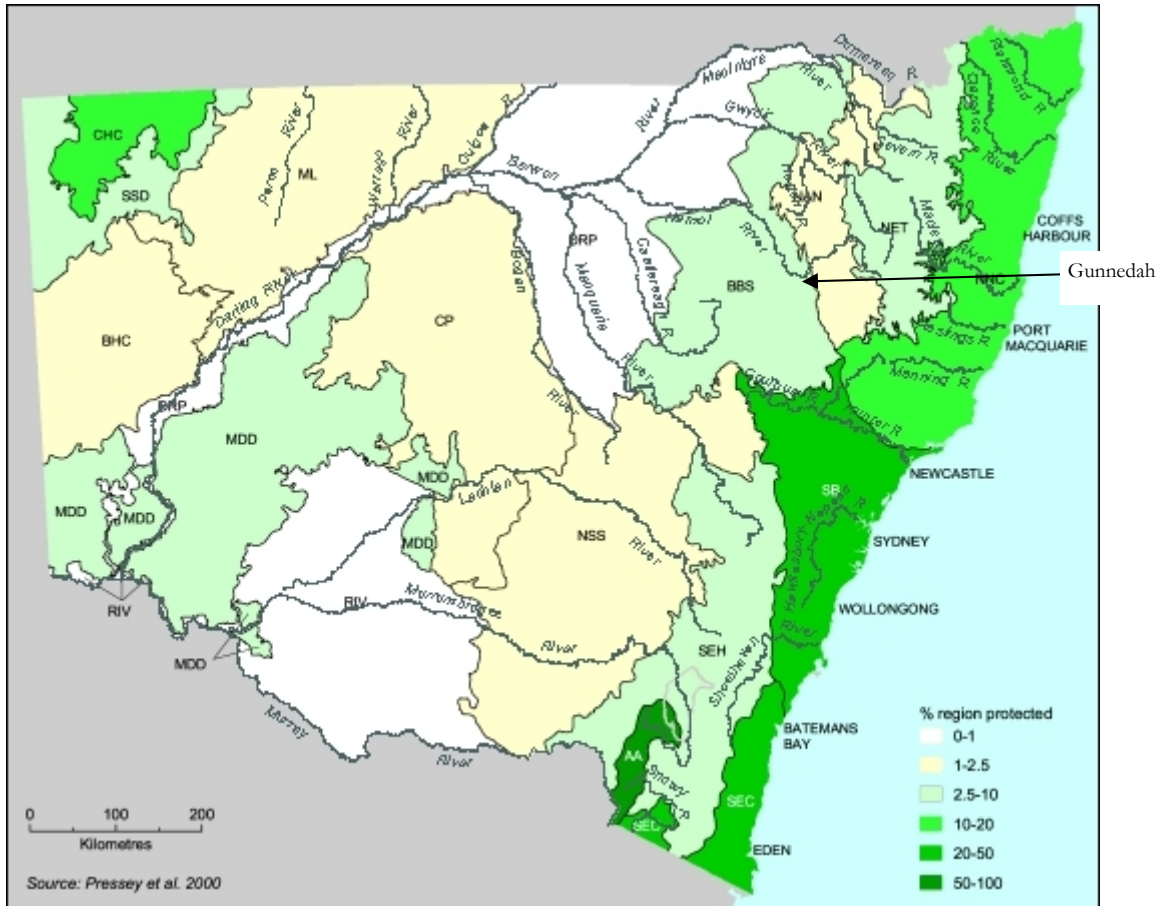 Dumaresq R
Richmond R
MacIntyre
River
River
Gwydir
Clarence
River
Severn R
CHC
Paroo
River
Warrego
River
Culgoa
R
ML
SSD
Barwon
NAN
NET
Namoi
River
BRP
COFFS
HARBOUR
Castlereagh R
Macquarie
Bogan
River
NNC
Gunnedah
BBS
Darling River
CP
BHC
Hastings R
PORT
MACQUARIE
Manning R
River
Goulburn R
Hunter R
BRP
MDD
MDD
Lachlan
River
NEWCASTLE
SB
MDD
MDD
NSS
MDD
Hawkesbury-Nepean R
SYDNEY
RIV
RIV
Murrumbidgee
River
WOLLONGONG
River
SEH
Shoalhaven
MDD
Murray
River
% region protected
BATEMANS
BAY
0-1
AA
1-2.5
Snowy
R
2.5-10
SEC
10-20
SEC
20-50
EDEN
50-100
0 100 200
Kilometres
Source: Pressey et al. 2000